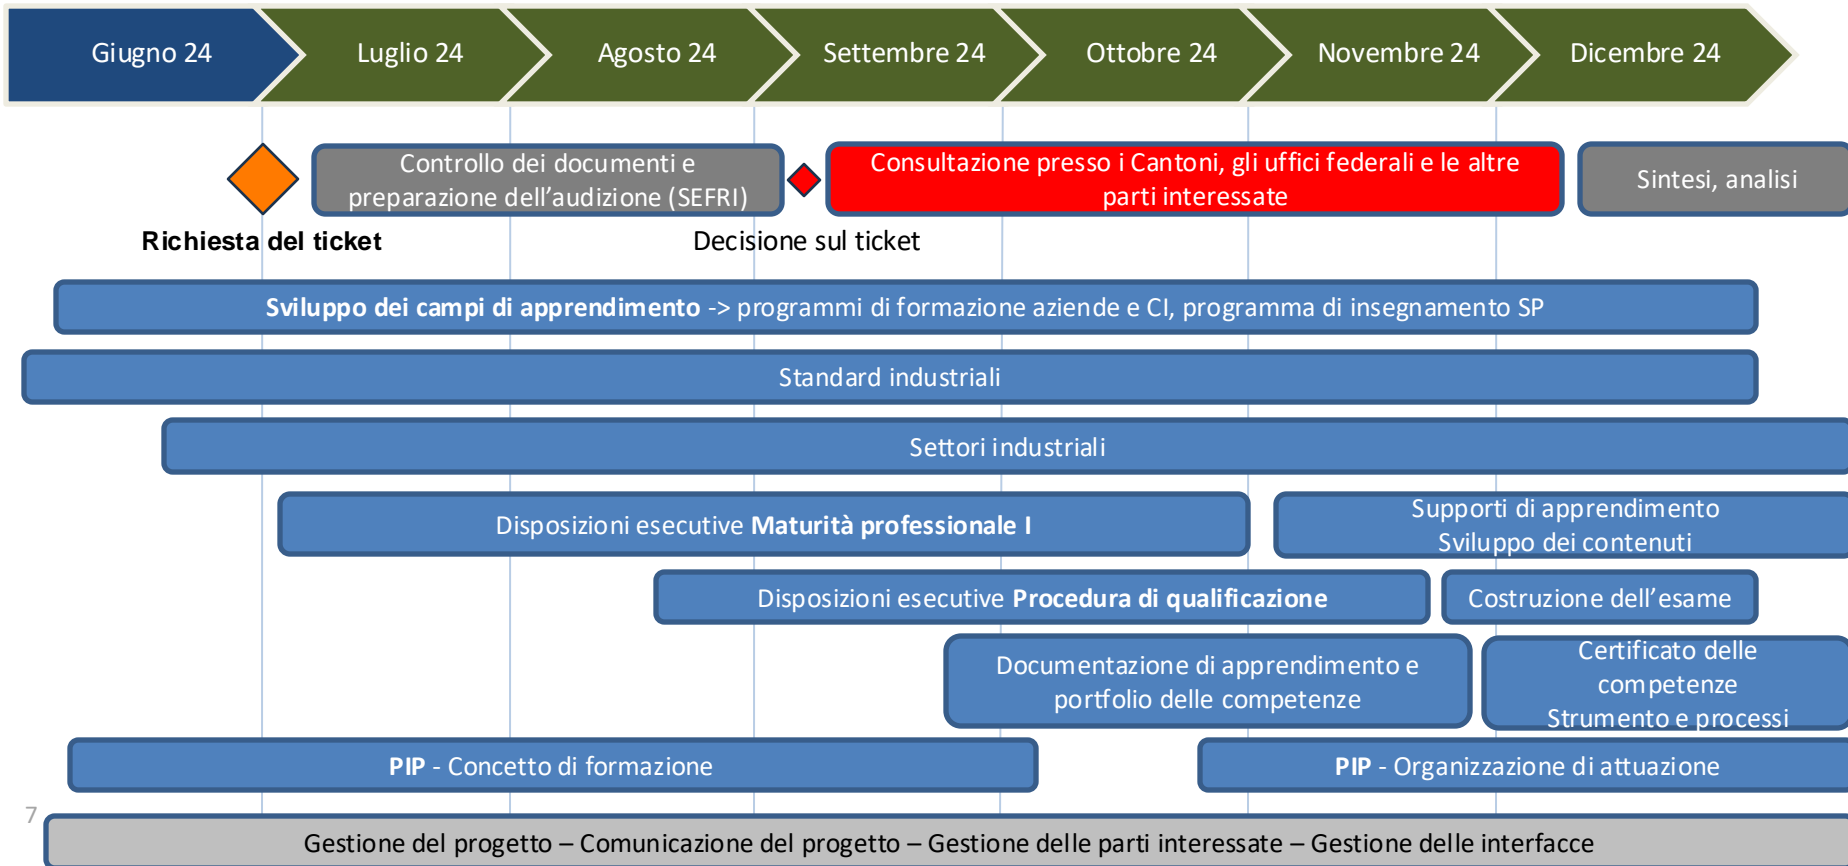 Giugno 24
Luglio 24
Agosto 24
Settembre 24
Ottobre 24
Novembre 24
Dicembre 24
Controllo dei documenti e
preparazione dell’audizione (SEFRI)
Consultazione presso i Cantoni, gli uffici federali e le altre
parti interessate
Sintesi, analisi
Richiesta del ticket
Decisione sul ticket
Sviluppo dei campi di apprendimento -> programmi di formazione aziende e CI, programma di insegnamento SP
Standard industriali
Settori industriali
Disposizioni esecutive Maturità professionale I
Supporti di apprendimento
Sviluppo dei contenuti
Disposizioni esecutive Procedura di qualificazione
Costruzione dell’esame
Documentazione di apprendimento e
portfolio delle competenze
Certificato delle
competenze
Strumento e processi
PIP - Concetto di formazione
PIP - Organizzazione di attuazione
7
Gestione del progetto – Comunicazione del progetto – Gestione delle parti interessate – Gestione delle interfacce